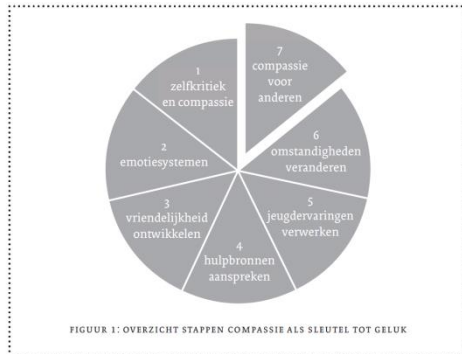 1
zelfkritiek
en compassie
2
emotiesystemen
3
vriendelijkheid
ontwikkelen
4
hulpbronnen
aanspreken
5
jeugdervaringen
verwerken
6
omstandigheden
veranderen
7
compassie
voor
anderen
FIGUUR 1: OVERZICHT STAPPEN COMPASSIE ALS SLEUTEL TOT GELUK